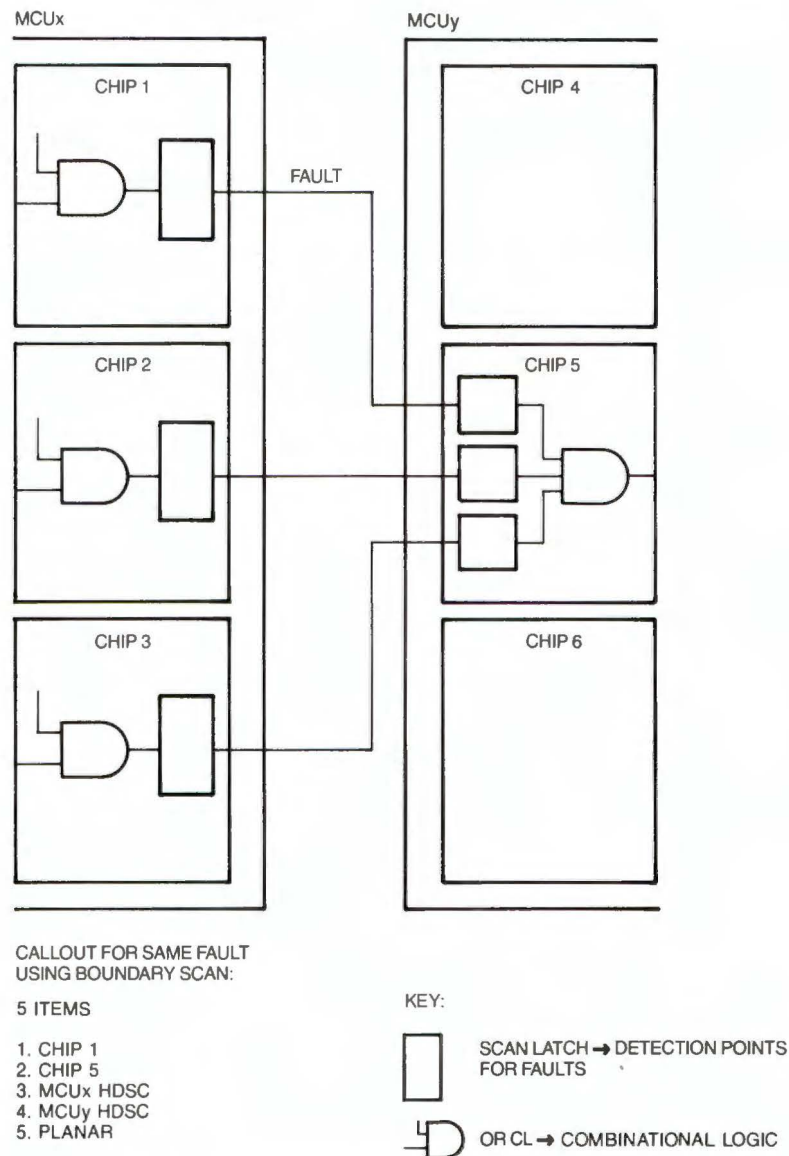 MCUx
MCUy
CHIP 1
CHIP 4
FAULT
CHIP 2
CHIP 5
CHIP 3
CHIP 6
CALLOUT FOR SAME FAULT
USING BOUNDARY SCAN:
5 ITEMS
1. CHIP 1
2. CHIP 5
3. MCUx HDSC
4. MCUy HDSC
5. PLANAR
KEY:
SCAN LATCH → DETECTION POINTS
FOR FAULTS
OR CL → COMBINATIONAL LOGIC